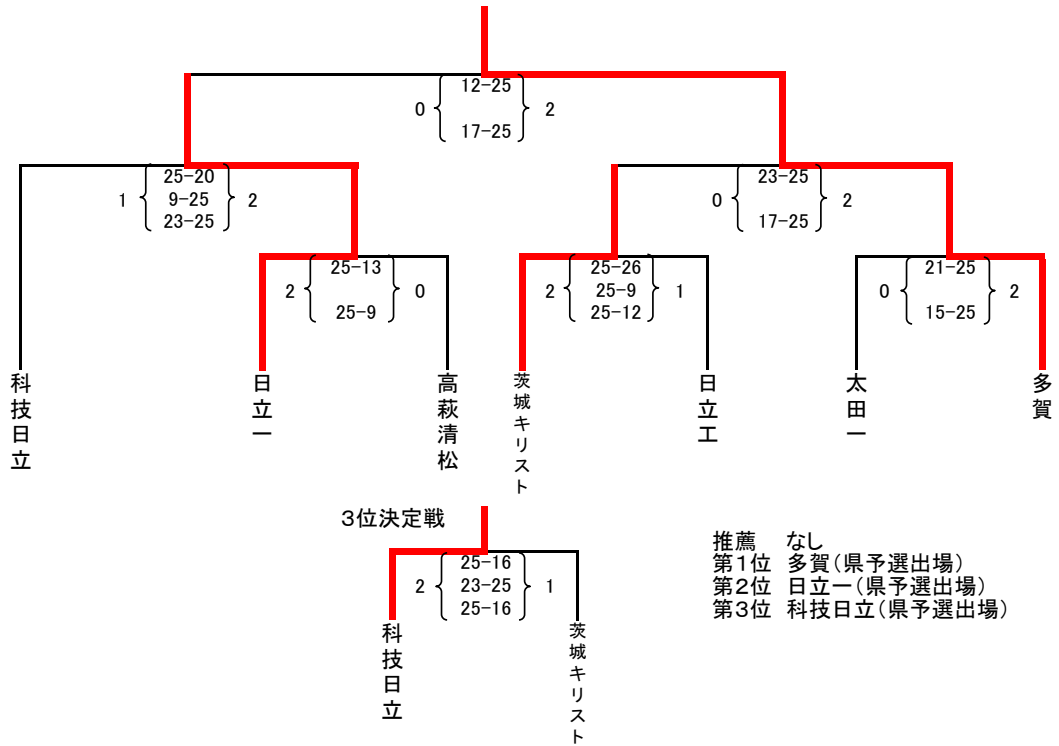 12-25
0 2
17-25
25-20
1 9-25 2
23-25
23-25
0 2
17-25
25-13
2 0
25-9
25-26
2 25-9 1
25-12
21-25
0 2
15-25
科技日立
日立一
高萩清松
茨城キリスト
日立工
太田一
多賀
3位決定戦
25-16
2 23-25 1
25-16
科技日立
茨城キリスト
推薦 なし
第1位 多賀(県予選出場)
第2位 日立一(県予選出場)
第3位 科技日立(県予選出場)